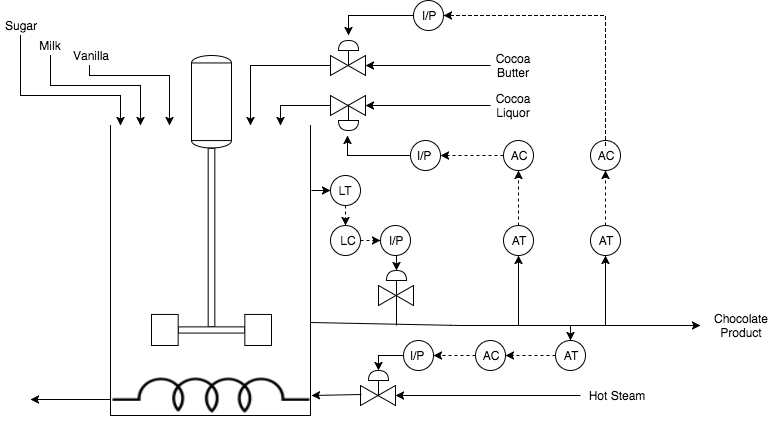 Sugar
Milk
Vanilla
I/P
Cocoa
Butter
Cocoa
Liquor
I/P
AC
AC
LT
LC
I/P
AT
AT
Chocolate
Product
I/P
AC
AT
Hot Steam